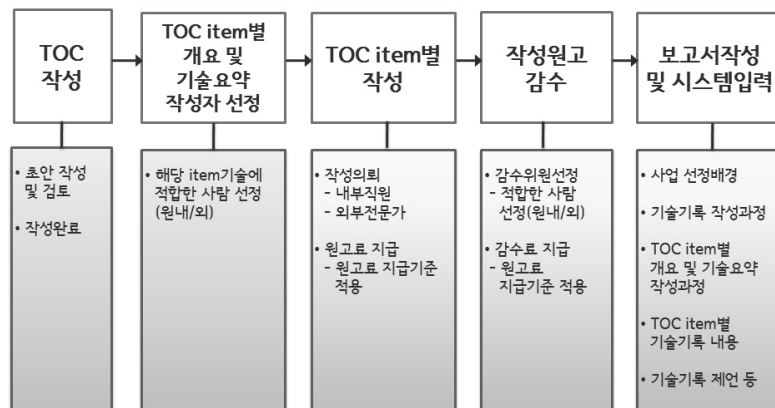 TOC
작성
TOC item별
개요 및
기술요약
작성자 선정
TOC item별
작성
작성원고
감수
보고서작성
및 시스템입력
• 초안 작성
및 검토
• 작성완료
• 해당 item기술에
적합한 사람 선정
(원내/외)
• 작성의뢰
- 내부직원
- 외부전문가
• 원고료 지급
- 원고료 지급기준
적용
• 감수위원선정
- 적합한 사람
선정(원내/외)
• 감수료 지급
- 원고료
지급기준 적용
• 사업 선정배경
• 기술기록 작성과정
• TOC item별
개요 및 기술요약
작성과정
• TOC item별
기술기록 내용
• 기술기록 제언 등